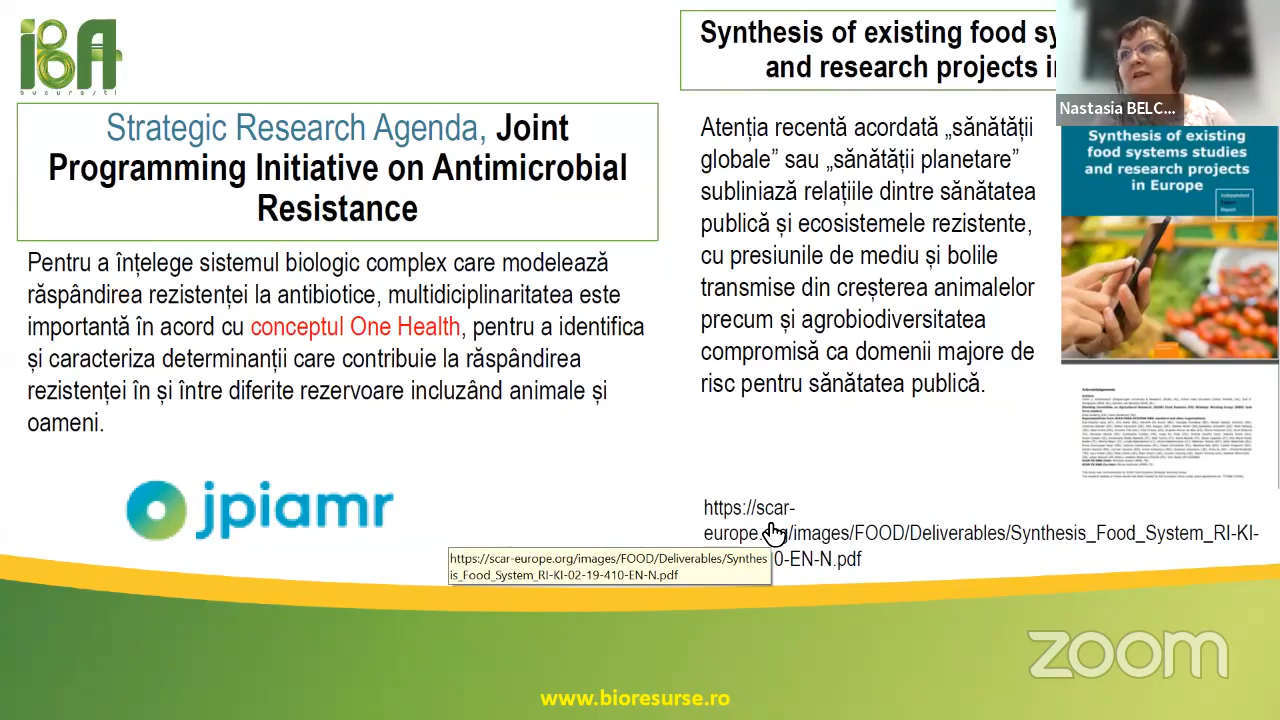 IBA
bucureşti
Strategic Research Agenda, Joint
Programming Initiative on Antimicrobial
Resistance
Pentru a înțelege sistemul biologic complex care modelează
răspândirea rezistenței la antibiotice, multidiciplinaritatea este
importantă în acord cu conceptul One Health, pentru a identifica
și caracteriza determinanții care contribuie la răspândirea
rezistenței în și între diferite rezervoare incluzând animale și
oameni.
jpiamr
Synthesis of existing food sy
and research projects i
Atenția recentă acordată „sănătății
globale” sau „sănătății planetare”
subliniază relațiile dintre sănătatea
publică și ecosistemele rezistente,
cu presiunile de mediu și bolile
transmise din creșterea animalelor
precum și agrobiodiversitatea
compromisă ca domenii majore de
risc pentru sănătatea publică.
https://scar-
europe. g/images/FOOD/Deliverables/Synthesis_Food_System_RI-KI-
0-EN-N.pdf
https://scar-europe.org/images/FOOD/Deliverables/Synthes
is_Food_System_RI-KI-02-19-410-EN-N.pdf
Nastasia BELC...
Synthesis of existing
food systems studies
and research projects
in Europe
Independent
Expert
Report
Acknowledgements
zoom
www.bioresurse.ro